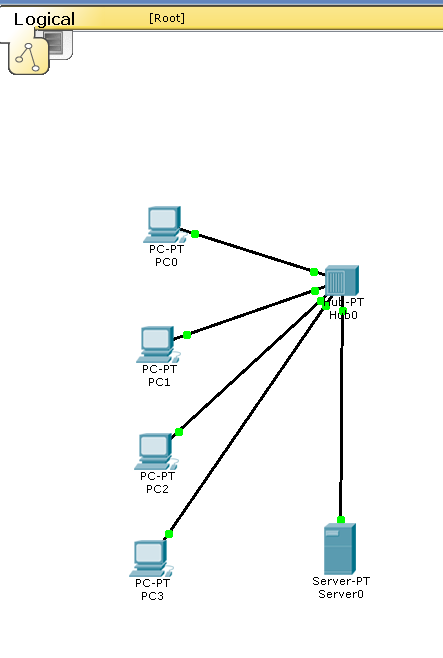 Logical
[Root]
PC-PT
PC0
Hub-PT
Hub0
PC-PT
PC1
PC-PT
PC2
PC-PT
PC3
Server-PT
Server0